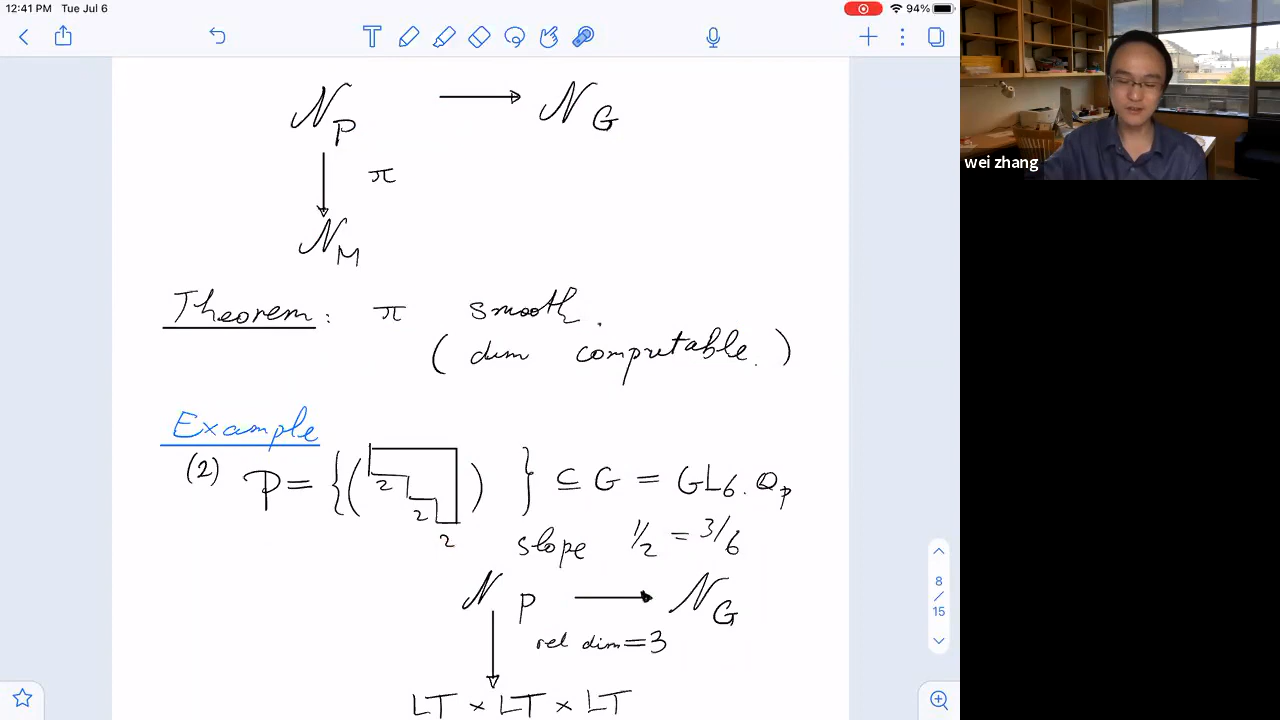 12:41 PM Tue Jul 6
94%
wei zhang
𝒩_P → 𝒩_G
↓ π
𝒩_M
Theorem: π smooth.
(dim computable.)
Example
(2) P = { ( 2 2 2 ) } ⊆ G = GL6. Q_p
slope 1/2 = 3/6
𝒩_P → 𝒩_G
rel dim = 3
↓
LT × LT × LT
8
/
15